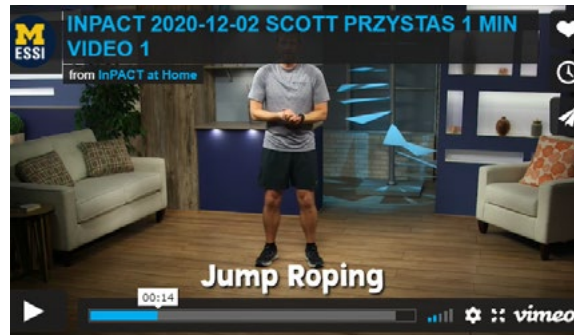 M
ESSI
INPACT 2020-12-02 SCOTT PRZYSTAS 1 MIN
VIDEO 1
from InPACT at Home
Jump Roping
00:14
vimeo